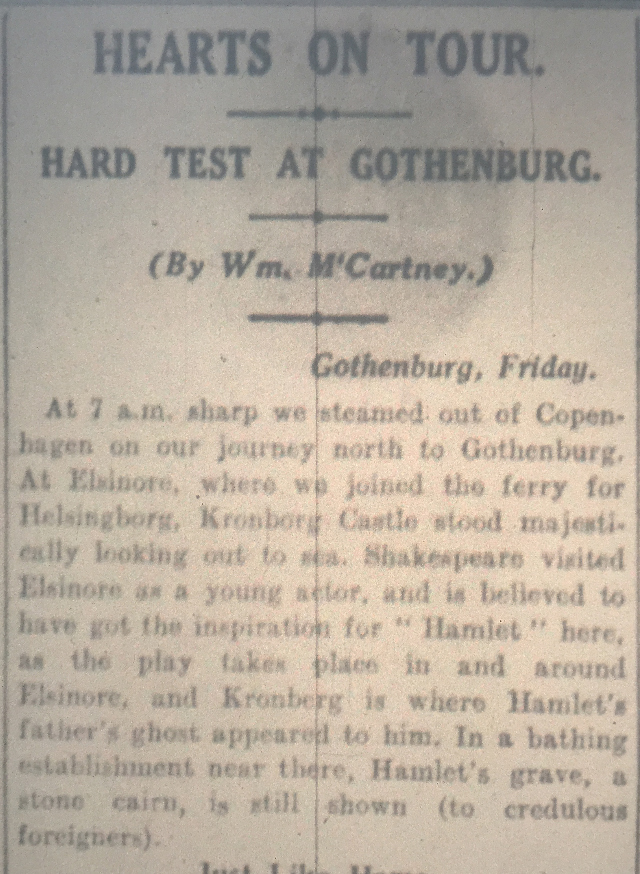 HEARTS ON TOUR.
HARD TEST AT GOTHENBURG.
(By Wm. M'Cartney.)
Gothenburg, Friday.
At 7 a.m. sharp we steamed out of Copen-
hagen on our journey north to Gothenburg.
At Elsinore, where we joined the ferry for
Helsingborg, Kronborg Castle stood majesti-
cally looking out to sea. Shakespeare visited
Elsinore as a young actor, and is believed to
have got the inspiration for " Hamlet " here,
as the play takes place in and around
Elsinore, and Kronberg is where Hamlet's
father's ghost appeared to him. In a bathing
establishment near there, Hamlet's grave, a
stone cairn, is still shown (to credulous
foreigners).
Just Like Home